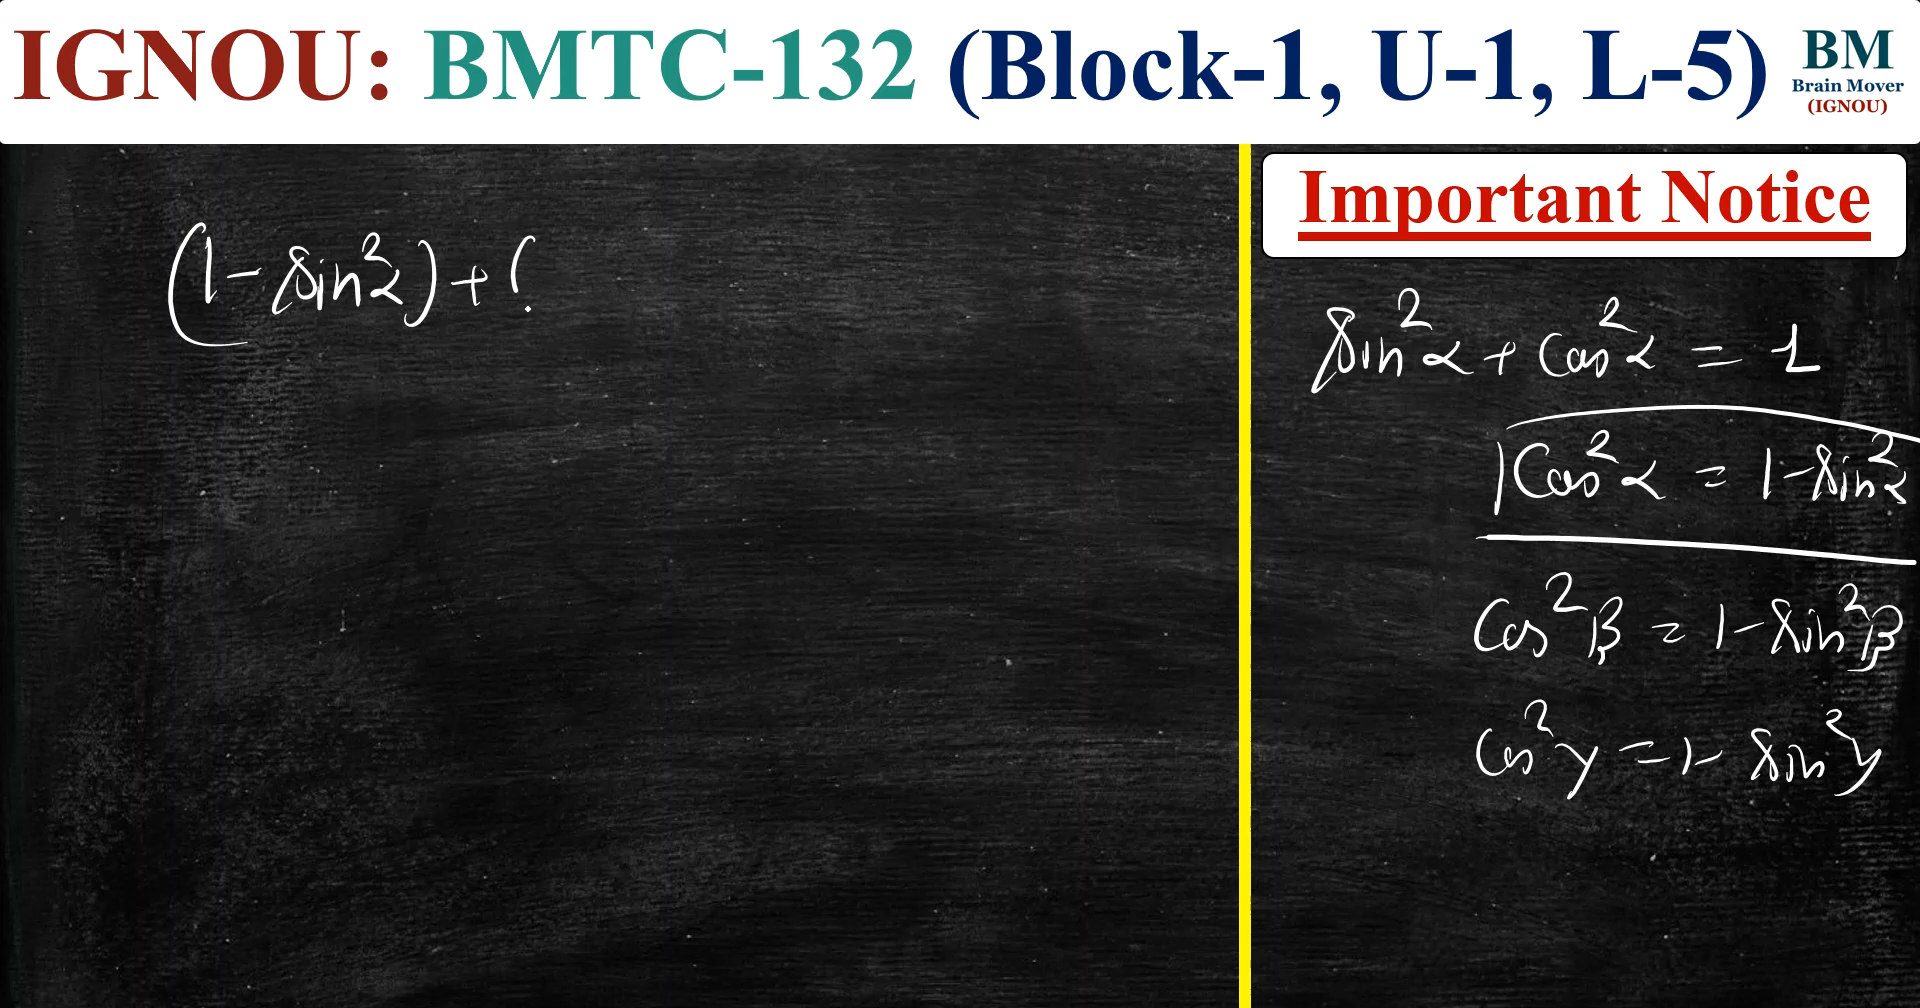 IGNOU: BMTC-132 (Block-1, U-1, L-5)
BM
Brain Mover
(IGNOU)
(1 - sin²α) + (
Important Notice
sin²α + cos²α = 1
cos²α = 1 - sin²α
cos²β = 1 - sin²β
cos²γ = 1 - sin²γ